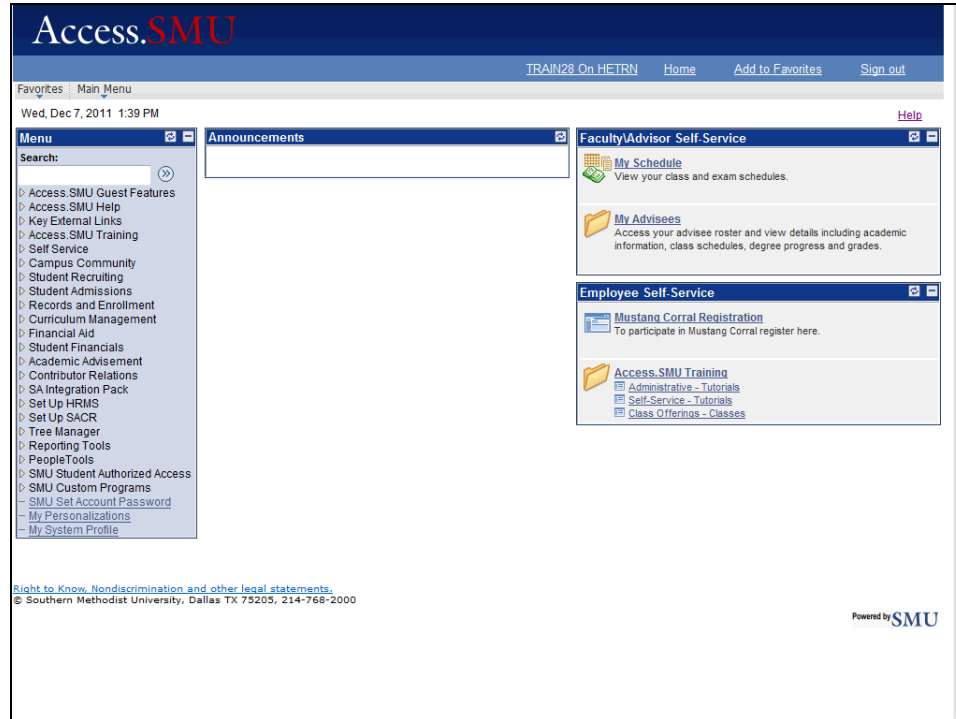 Access.SMU
TRAIN28 On HETRN Home Add to Favorites Sign out
Favorites Main Menu
Wed, Dec 7, 2011 1:39 PM
Help
Menu
Search:
Access.SMU Guest Features
Access.SMU Help
Key External Links
Access.SMU Training
Self Service
Campus Community
Student Recruiting
Student Admissions
Records and Enrollment
Curriculum Management
Financial Aid
Student Financials
Academic Advisement
Contributor Relations
SA Integration Pack
Set Up HRMS
Set Up SACR
Tree Manager
Reporting Tools
PeopleTools
SMU Student Authorized Access
SMU Custom Programs
SMU Set Account Password
My Personalizations
My System Profile
Announcements
Faculty\Advisor Self-Service
My Schedule
View your class and exam schedules.
My Advisees
Access your advisee roster and view details including academic
information, class schedules, degree progress and grades.
Employee Self-Service
Mustang Corral Registration
To participate in Mustang Corral register here.
Access.SMU Training
Administrative - Tutorials
Self-Service - Tutorials
Class Offerings - Classes
Right to Know, Nondiscrimination and other legal statements.
© Southern Methodist University, Dallas TX 75205, 214-768-2000
Powered by SMU